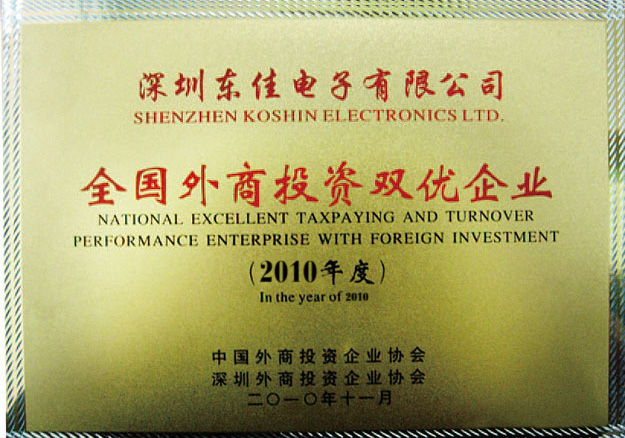 深圳东佳电子有限公司
SHENZHEN KOSHIN ELECTRONICS LTD.
全国外商投资双优企业
NATIONAL EXCELLENT TAXPAYING AND TURNOVER
PERFORMANCE ENTERPRISE WITH FOREIGN INVESTMENT
(2010年度)
In the year of 2010
中国外商投资企业协会
深圳外商投资企业协会
二〇一〇年十一月